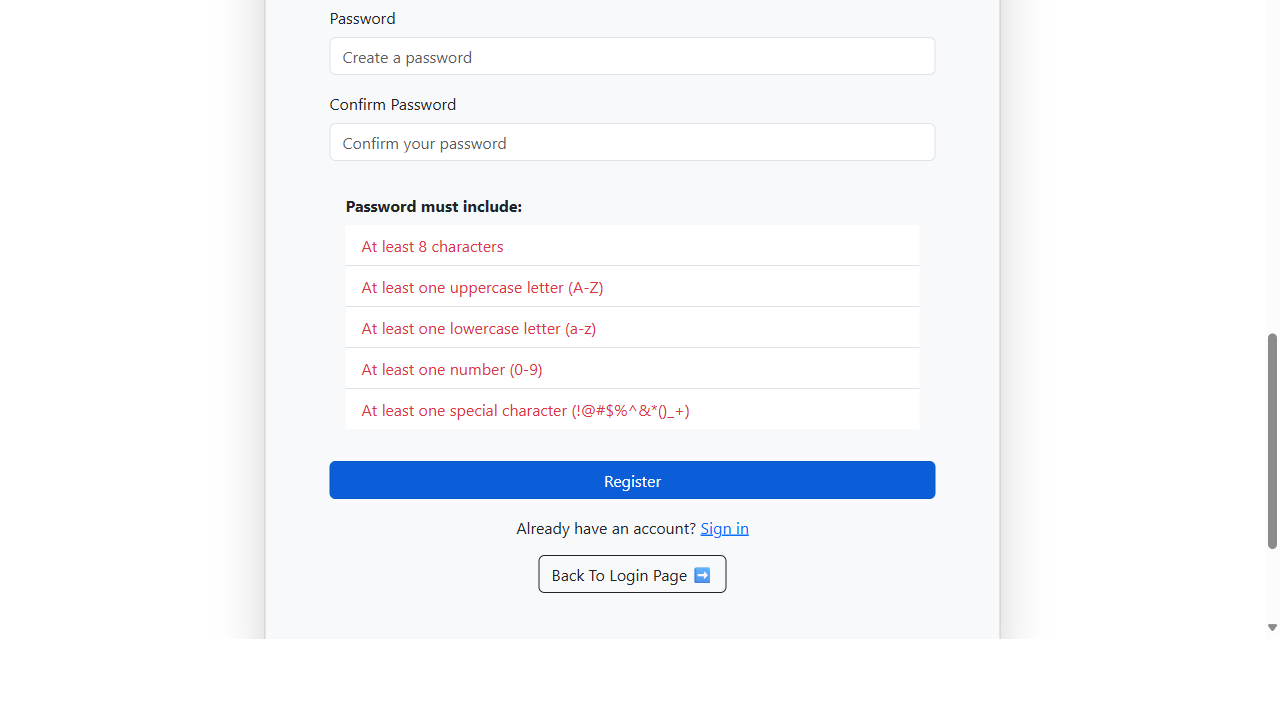 Password
Create a password
Confirm Password
Confirm your password
Password must include:
At least 8 characters
At least one uppercase letter (A-Z)
At least one lowercase letter (a-z)
At least one number (0-9)
At least one special character (!@#$%^&*()_+)
Register
Already have an account? Sign in
Back To Login Page ➡️